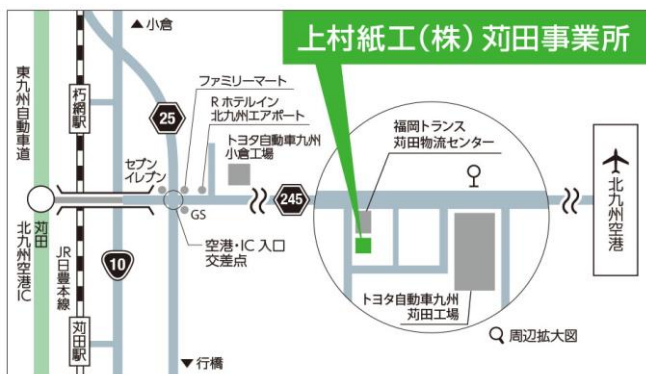 ▲小倉
上村紙工(株)苅田事業所
東九州自動車道
朽網駅
25
ファミリーマート
Rホテルイン
北九州エアポート
トヨタ自動車九州
小倉工場
福岡トランス
苅田物流センター
セブン
イレブン
245
GS
北九州空港
苅田
北九州空港IC
JR日豊本線
10
空港・IC 入口
交差点
トヨタ自動車九州
苅田工場
苅田駅
周辺拡大図
▼行橋